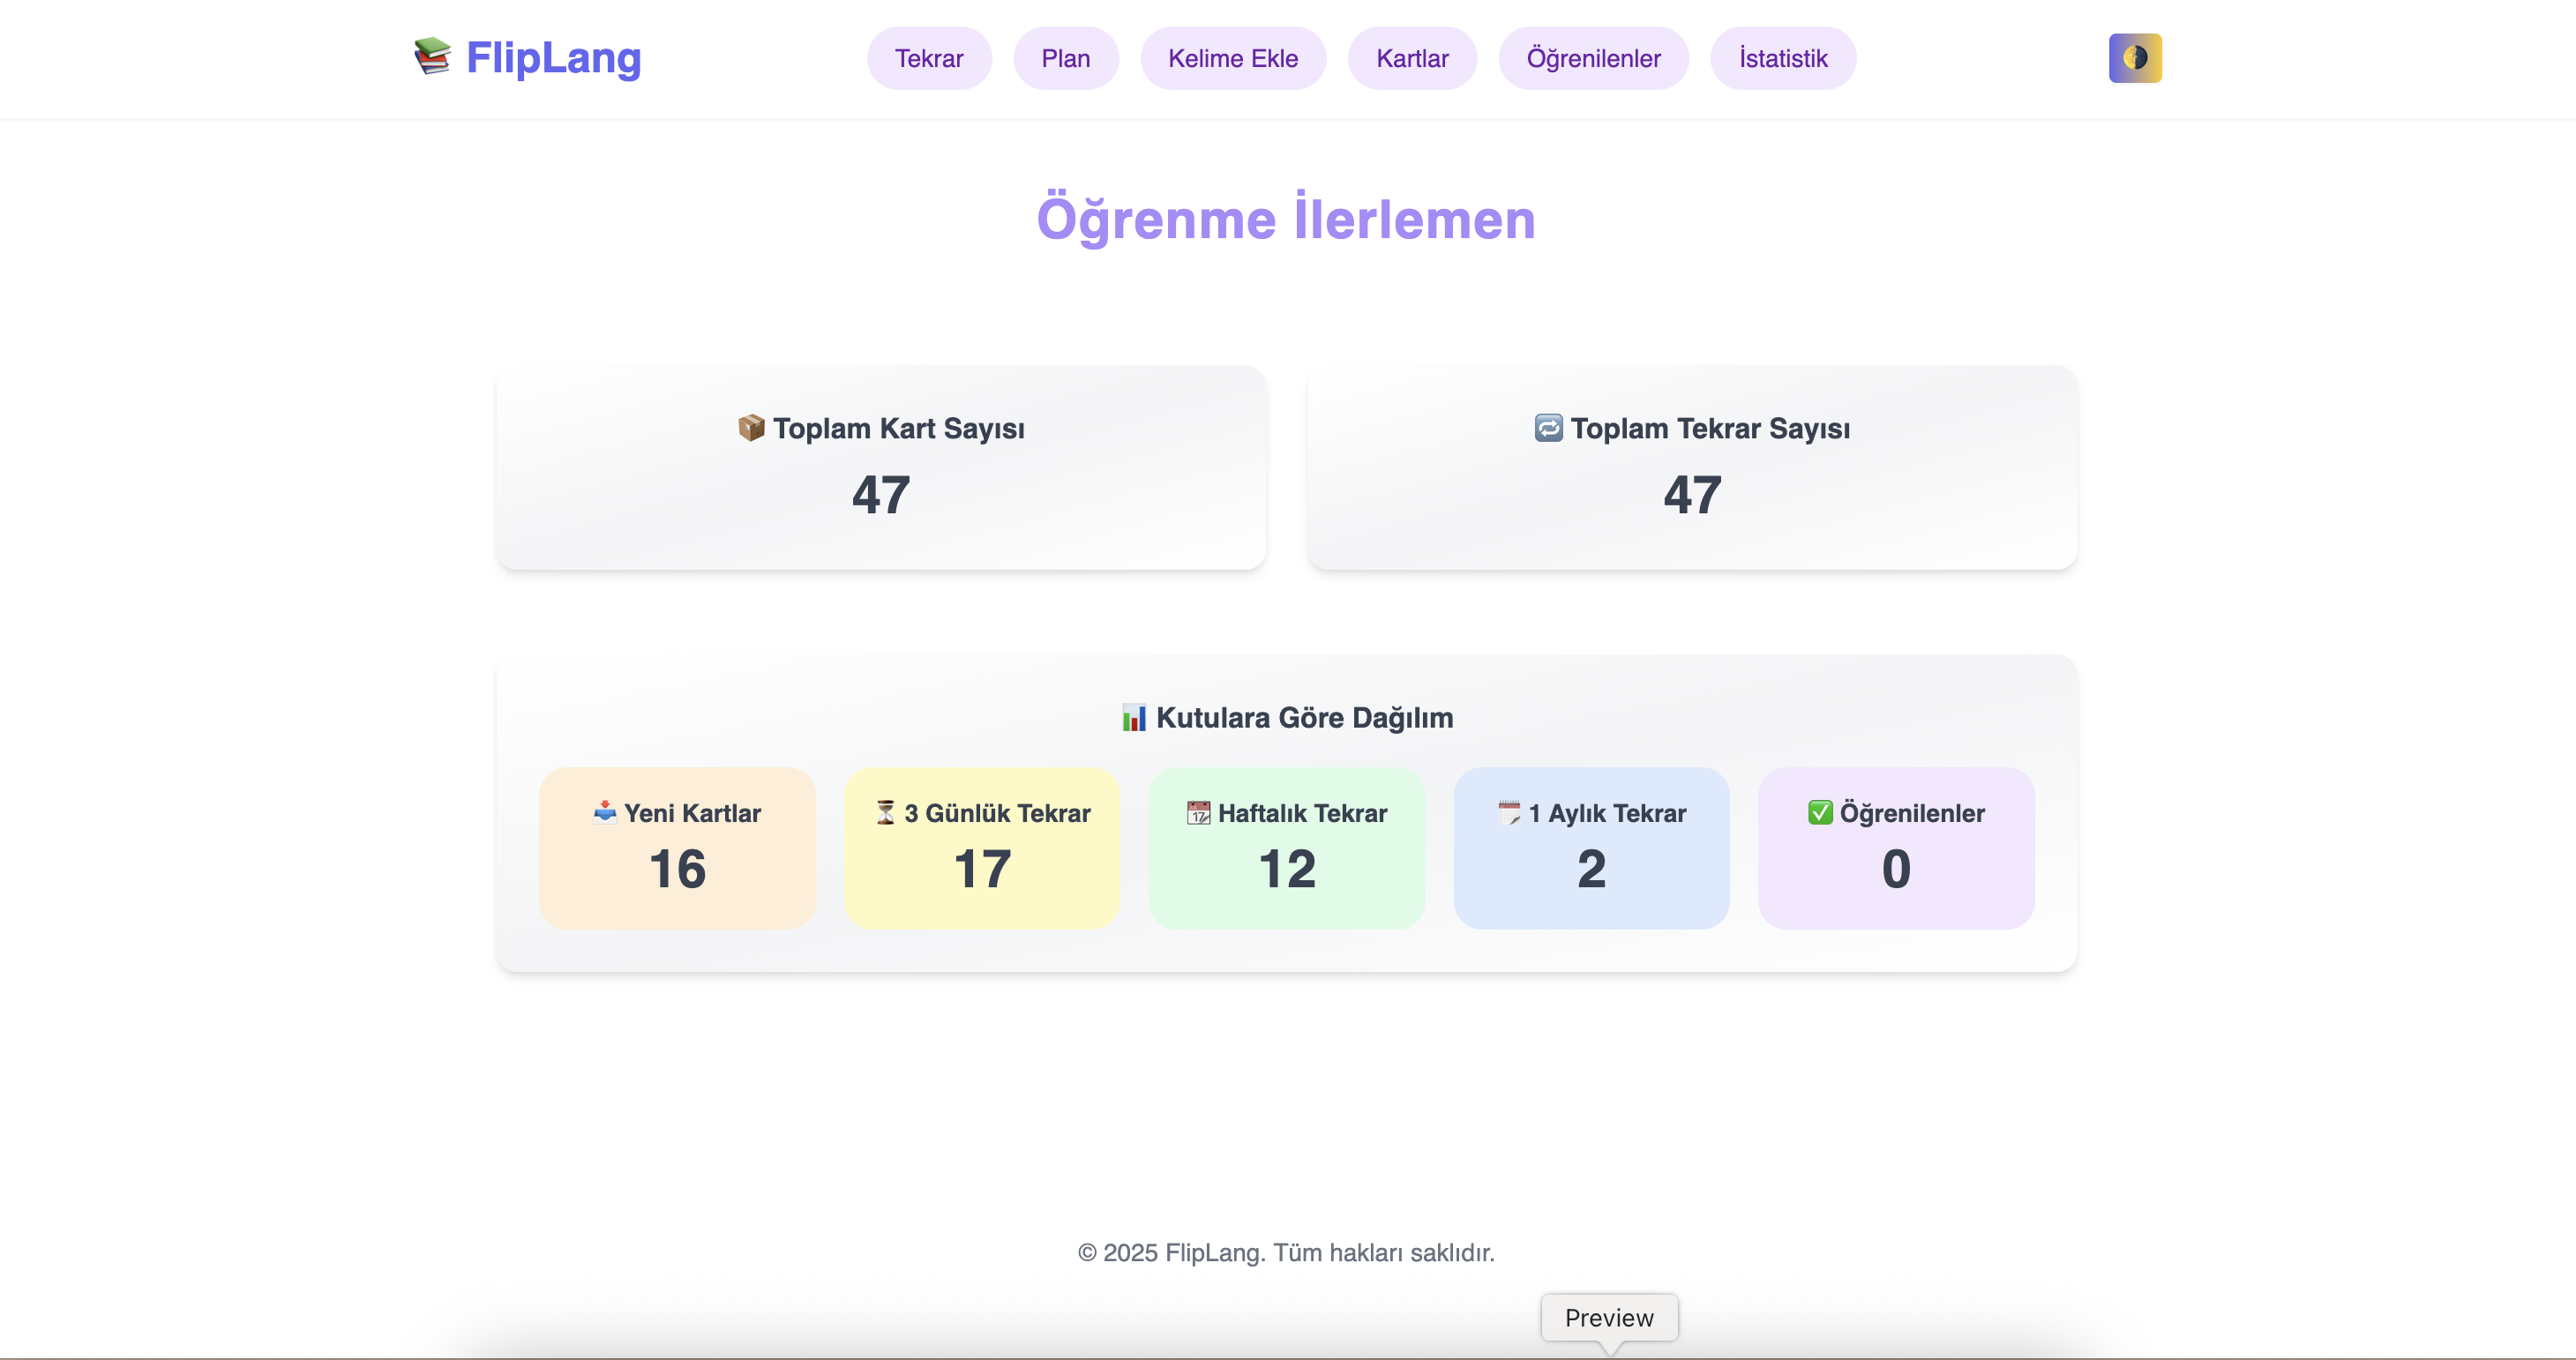 FlipLang
Tekrar
Plan
Kelime Ekle
Kartlar
Öğrenilenler
İstatistik
Öğrenme İlerlemen
Toplam Kart Sayısı
47
Toplam Tekrar Sayısı
47
Kutulara Göre Dağılım
Yeni Kartlar
16
3 Günlük Tekrar
17
Haftalık Tekrar
12
1 Aylık Tekrar
2
Öğrenilenler
0
© 2025 FlipLang. Tüm hakları saklıdır.
Preview